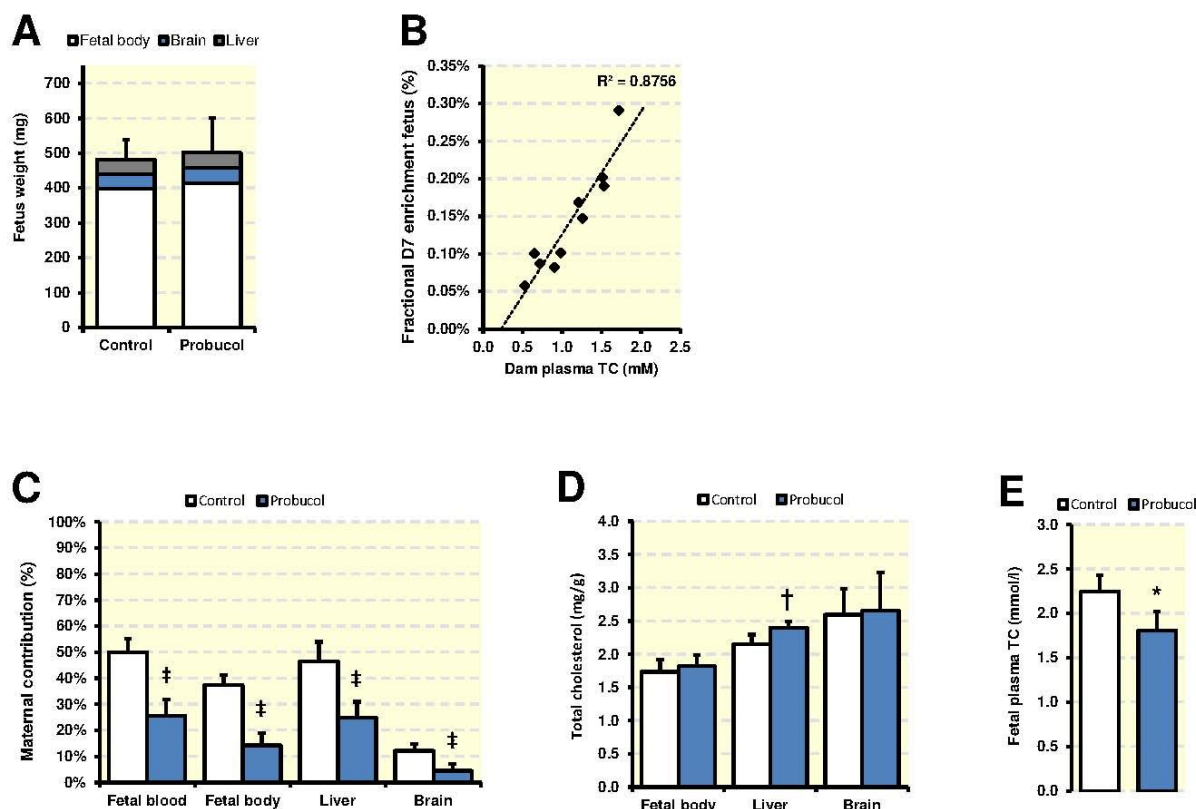 A
Fetal body Brain Liver
Fetus weight (mg)
700
600
500
400
300
200
100
0
Control Probucol
B
Fractional D7 enrichment fetus (%)
0.35%
0.30%
0.25%
0.20%
0.15%
0.10%
0.05%
0.00%
R² = 0.8756
0.0 0.5 1.0 1.5 2.0 2.5
Dam plasma TC (mM)
C
Control Probucol
Maternal contribution (%)
100%
90%
80%
70%
60%
50%
40%
30%
20%
10%
0%
‡ ‡ ‡ ‡
Fetal blood Fetal body Liver Brain
D
Control Probucol
Total cholesterol (mg/g)
4.0
3.5
3.0
2.5
2.0
1.5
1.0
0.5
0.0
†
Fetal body Liver Brain
E
Control Probucol
Fetal plasma TC (mmol/l)
3.0
2.5
2.0
1.5
1.0
0.5
0.0
*